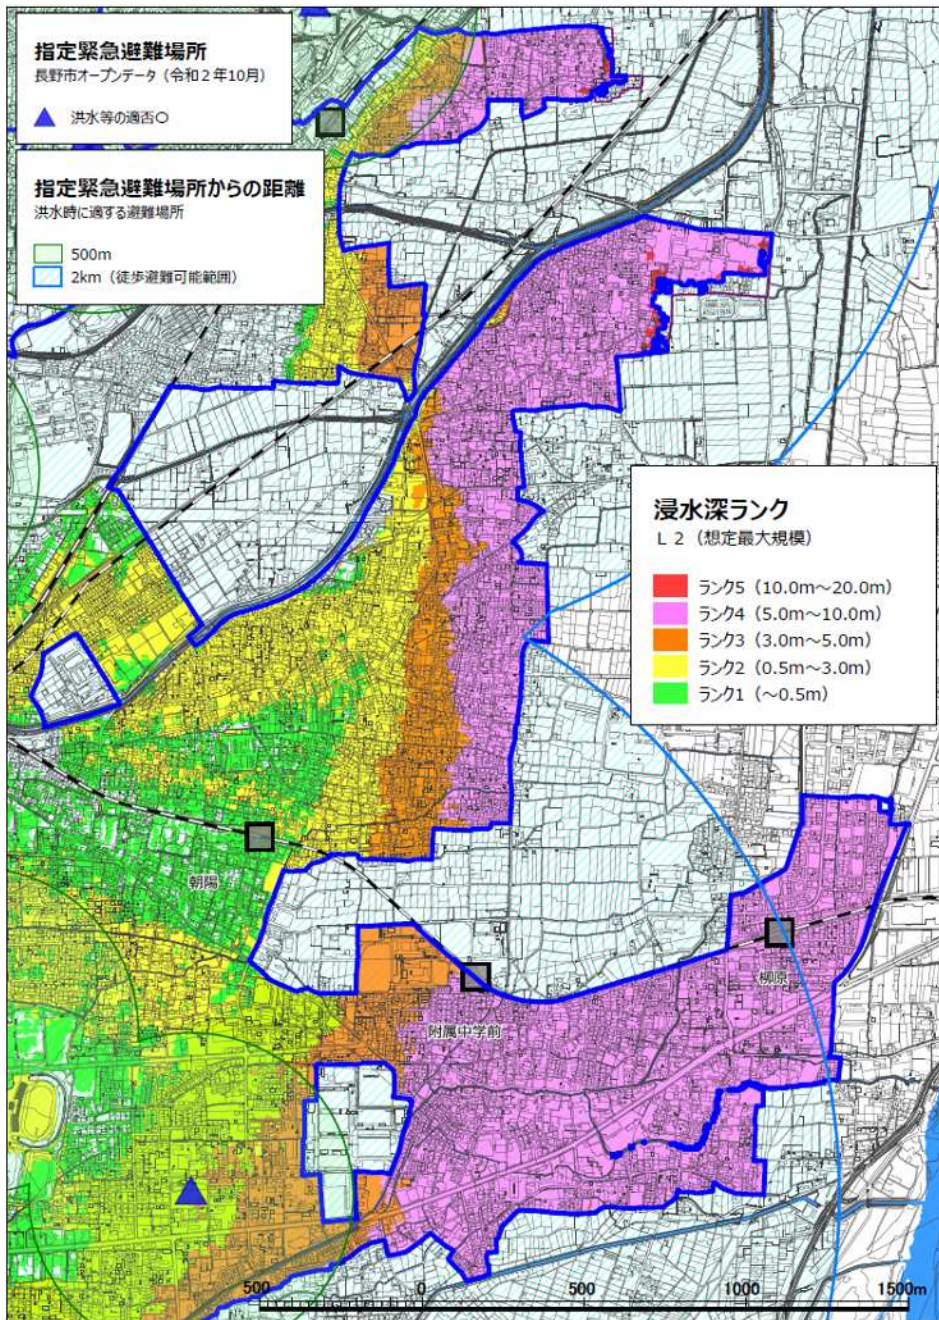 指定緊急避難場所
長野市オープンデータ（令和２年10月）
洪水等の適否〇
指定緊急避難場所からの距離
洪水時に適する避難場所
500m
2km（徒歩避難可能範囲）
浸水深ランク
Ｌ２（想定最大規模）
ランク5（10.0m～20.0m）
ランク4（5.0m～10.0m）
ランク3（3.0m～5.0m）
ランク2（0.5m～3.0m）
ランク1（～0.5m）
朝陽
柳原
附属中学前
500 0 500 1000 1500m